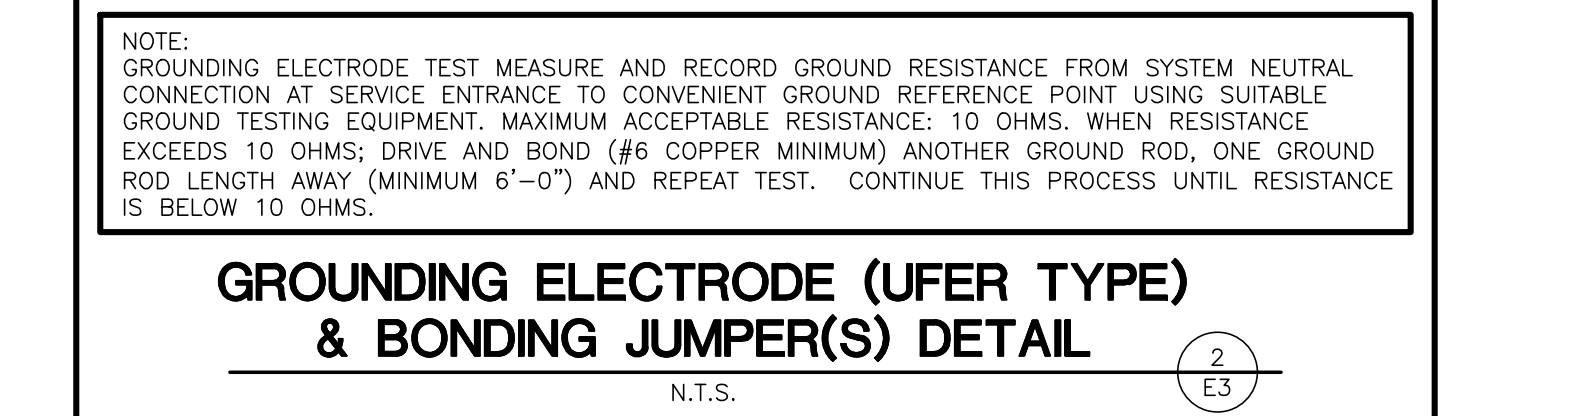 NOTE:
GROUNDING ELECTRODE TEST MEASURE AND RECORD GROUND RESISTANCE FROM SYSTEM NEUTRAL
CONNECTION AT SERVICE ENTRANCE TO CONVENIENT GROUND REFERENCE POINT USING SUITABLE
GROUND TESTING EQUIPMENT. MAXIMUM ACCEPTABLE RESISTANCE: 10 OHMS. WHEN RESISTANCE
EXCEEDS 10 OHMS; DRIVE AND BOND (#6 COPPER MINIMUM) ANOTHER GROUND ROD, ONE GROUND
ROD LENGTH AWAY (MINIMUM 6'-0") AND REPEAT TEST. CONTINUE THIS PROCESS UNTIL RESISTANCE
IS BELOW 10 OHMS.
GROUNDING ELECTRODE (UFER TYPE)
& BONDING JUMPER(S) DETAIL
N.T.S.
2
E3